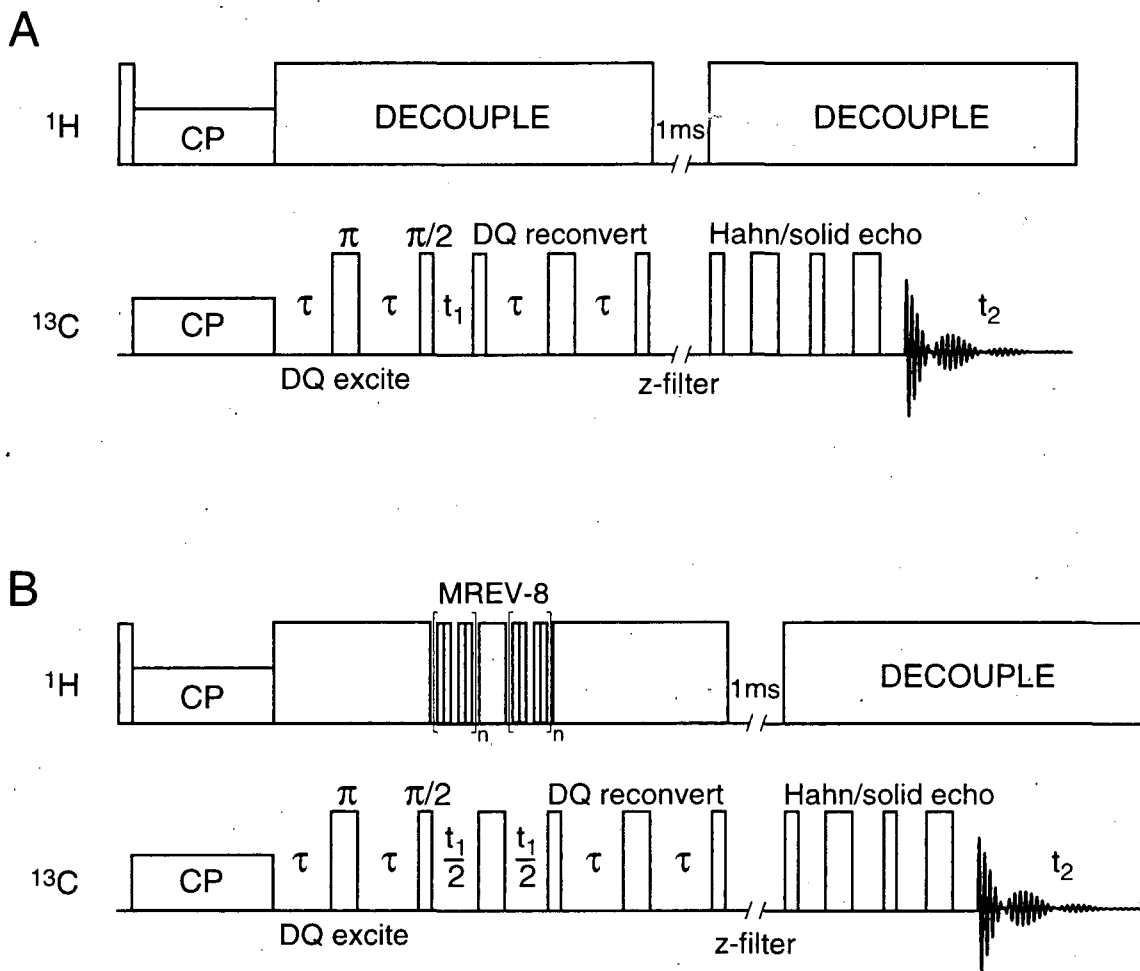 A
¹H
CP
DECOUPLE
1ms
DECOUPLE
π
π/2
DQ reconvert
Hahn/solid echo
¹³C
CP
τ
τ
t₁
τ
τ
t₂
DQ excite
z-filter
B
MREV-8
¹H
CP
n
n
1ms
DECOUPLE
π
π/2
DQ reconvert
Hahn/solid echo
¹³C
CP
τ
τ
t₁/2
t₁/2
τ
τ
t₂
DQ excite
z-filter